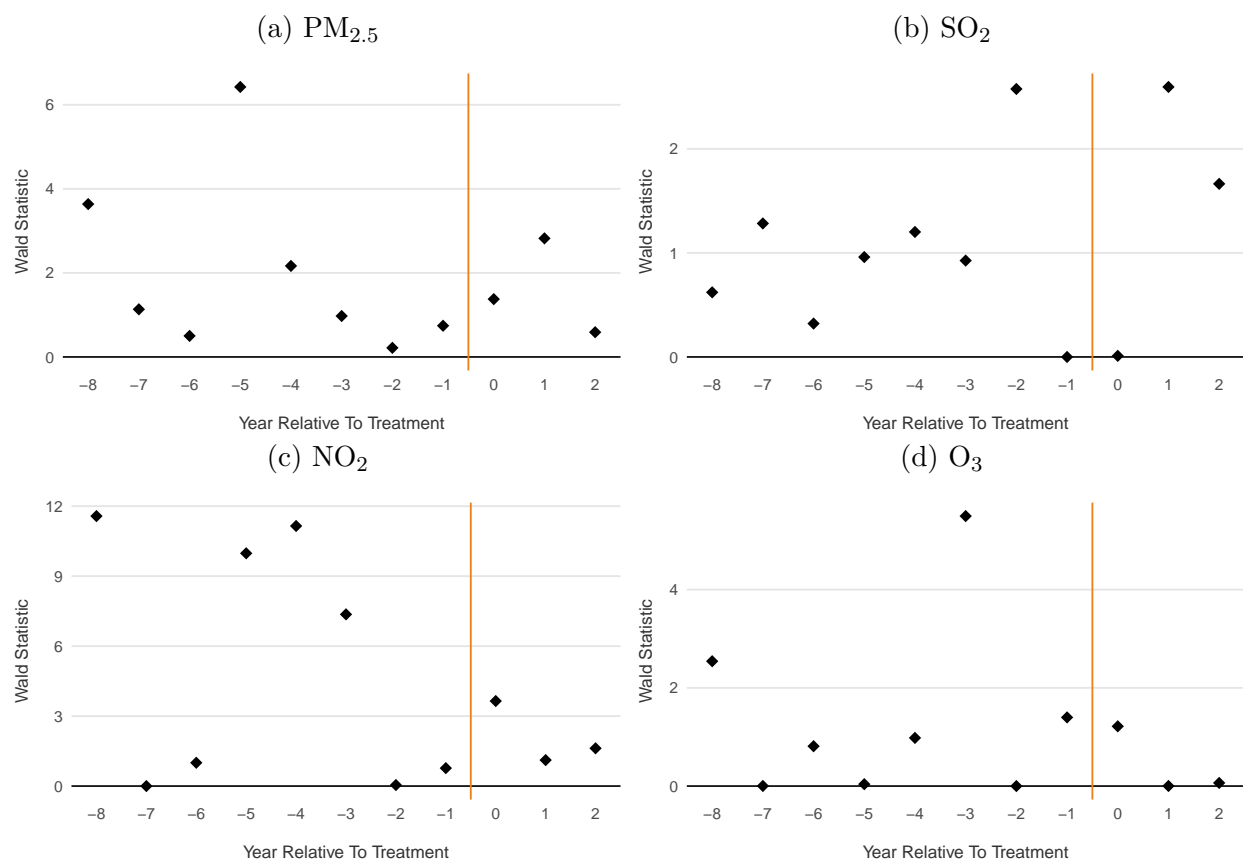 (a) PM2.5
6
4
2
0
Wald Statistic
−8 −7 −6 −5 −4 −3 −2 −1 0 1 2
Year Relative To Treatment
(b) SO2
2
1
0
Wald Statistic
−8 −7 −6 −5 −4 −3 −2 −1 0 1 2
Year Relative To Treatment
(c) NO2
12
9
6
3
0
Wald Statistic
−8 −7 −6 −5 −4 −3 −2 −1 0 1 2
Year Relative To Treatment
(d) O3
4
2
0
Wald Statistic
−8 −7 −6 −5 −4 −3 −2 −1 0 1 2
Year Relative To Treatment